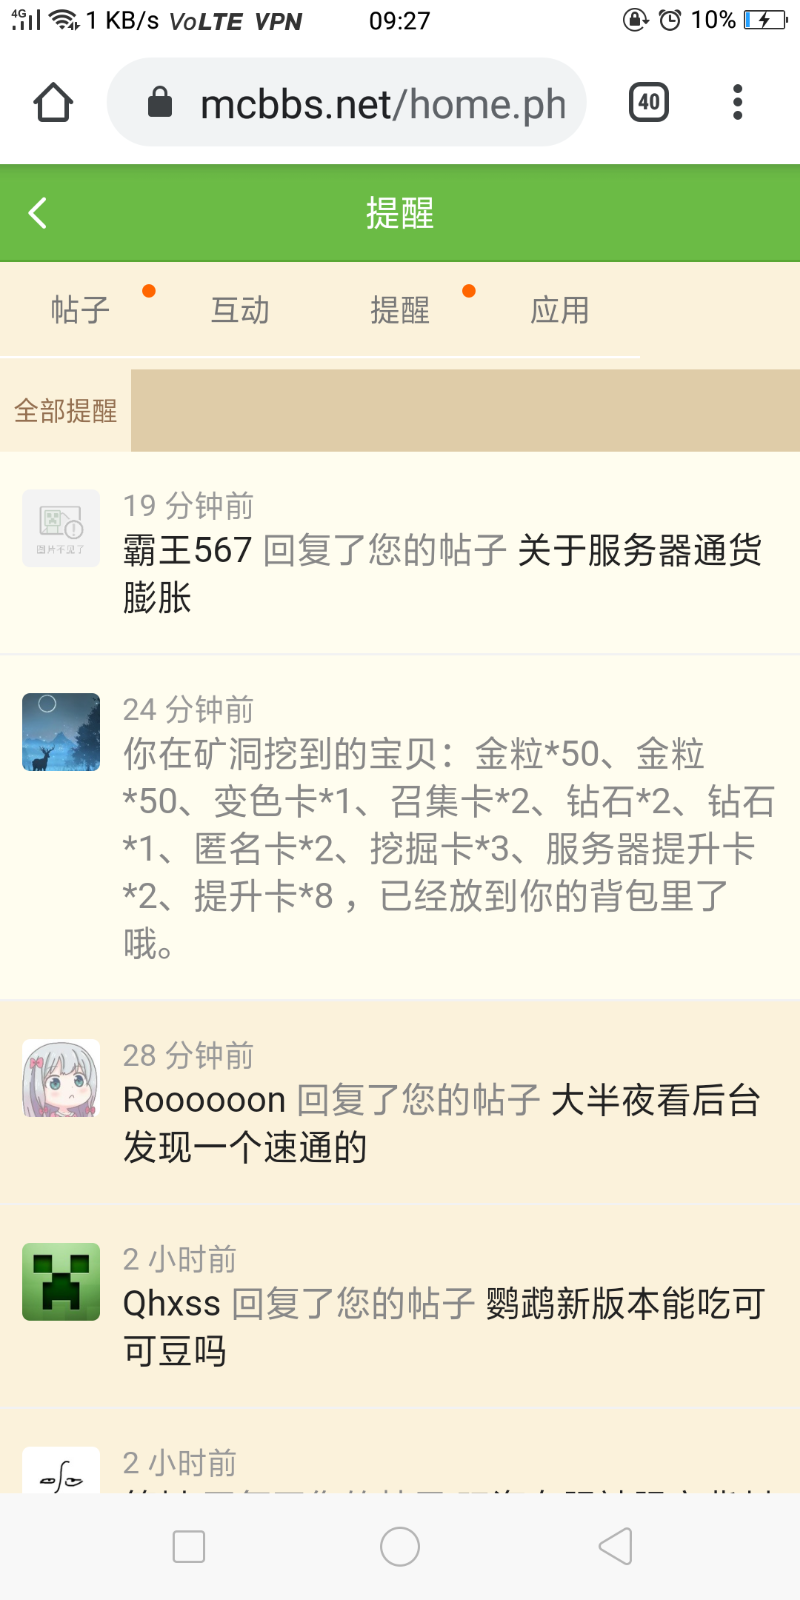 4G 1 KB/s VoLTE VPN 09:27 10%
mcbbs.net/home.ph 40
提醒
帖子 互动 提醒 应用
全部提醒
图片不见了
19 分钟前
霸王567 回复了您的帖子 关于服务器通货
膨胀
24 分钟前
你在矿洞挖到的宝贝：金粒*50、金粒
*50、变色卡*1、召集卡*2、钻石*2、钻石
*1、匿名卡*2、挖掘卡*3、服务器提升卡
*2、提升卡*8 ，已经放到你的背包里了
哦。
28 分钟前
Roooooon 回复了您的帖子 大半夜看后台
发现一个速通的
2 小时前
Qhxss 回复了您的帖子 鹦鹉新版本能吃可
可豆吗
2 小时前